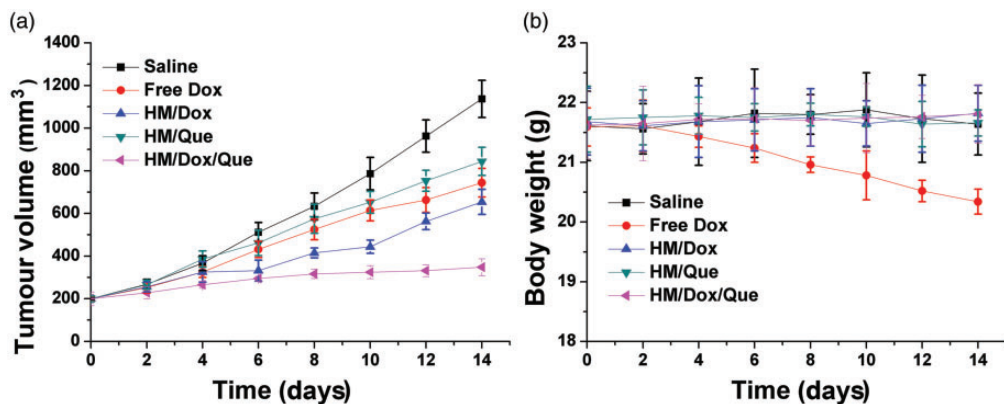 (a)
1400
1200
1000
800
600
400
200
0
Tumour volume (mm³)
Saline
Free Dox
HM/Dox
HM/Que
HM/Dox/Que
0 2 4 6 8 10 12 14
Time (days)
(b)
23
22
21
20
19
18
Body weight (g)
Saline
Free Dox
HM/Dox
HM/Que
HM/Dox/Que
0 2 4 6 8 10 12 14
Time (days)